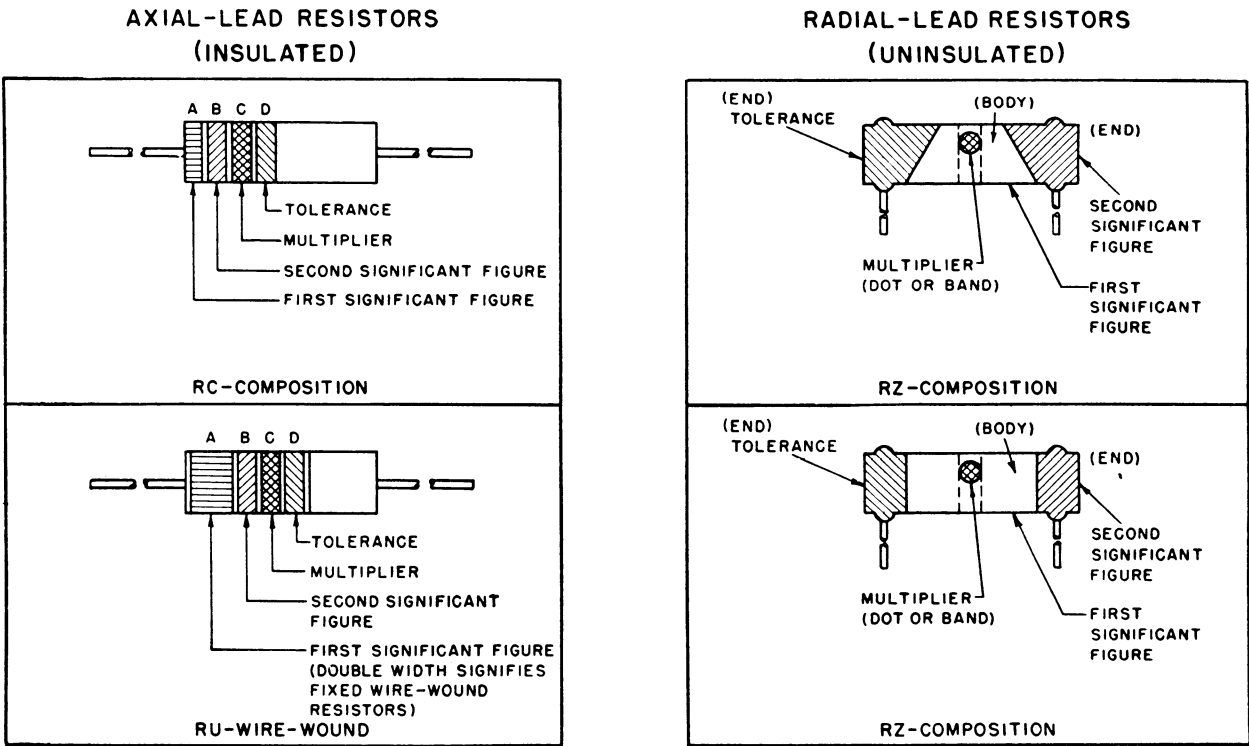 AXIAL-LEAD RESISTORS
(INSULATED)
A B C D
TOLERANCE
MULTIPLIER
SECOND SIGNIFICANT FIGURE
FIRST SIGNIFICANT FIGURE
RC-COMPOSITION
A B C D
TOLERANCE
MULTIPLIER
SECOND SIGNIFICANT
FIGURE
FIRST SIGNIFICANT FIGURE
(DOUBLE WIDTH SIGNIFIES
FIXED WIRE-WOUND
RESISTORS)
RU-WIRE-WOUND
RADIAL-LEAD RESISTORS
(UNINSULATED)
(END)
TOLERANCE
(BODY)
(END)
SECOND
SIGNIFICANT
FIGURE
MULTIPLIER
(DOT OR BAND)
FIRST
SIGNIFICANT
FIGURE
RZ-COMPOSITION
(END)
TOLERANCE
(BODY)
(END)
SECOND
SIGNIFICANT
FIGURE
MULTIPLIER
(DOT OR BAND)
FIRST
SIGNIFICANT
FIGURE
RZ-COMPOSITION